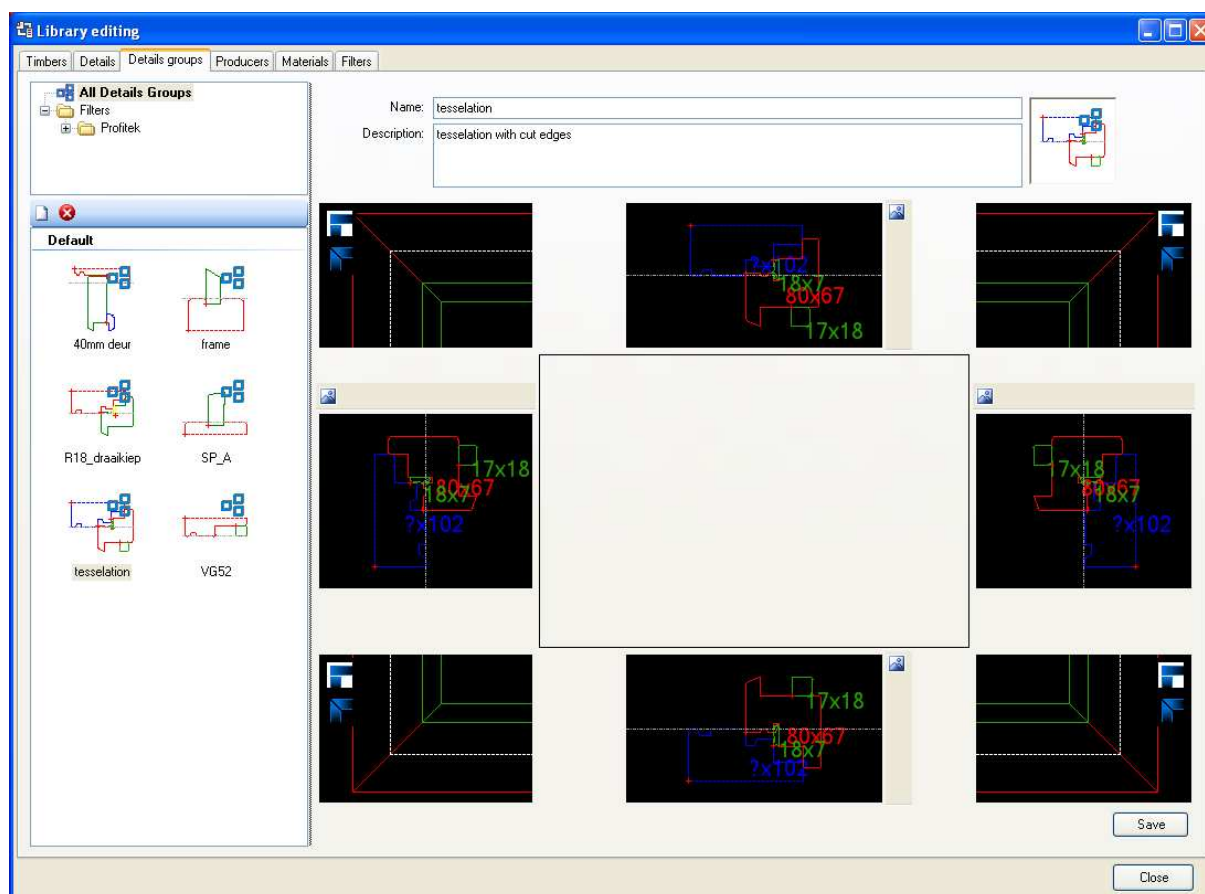 Library editing
Timbers Details Details groups Producers Materials Filters
All Details Groups
Filters
Profitek
Name: tesselation
Description: tesselation with cut edges
Default
40mm deur frame
R18_draaikiep SP_A
tesselation VG52
?x102
18x7
80x67
17x18
17x18
80x67
18x7
?x102
17x18
80x67
18x7
?x102
17x18
80x67
18x7
?x102
Save
Close